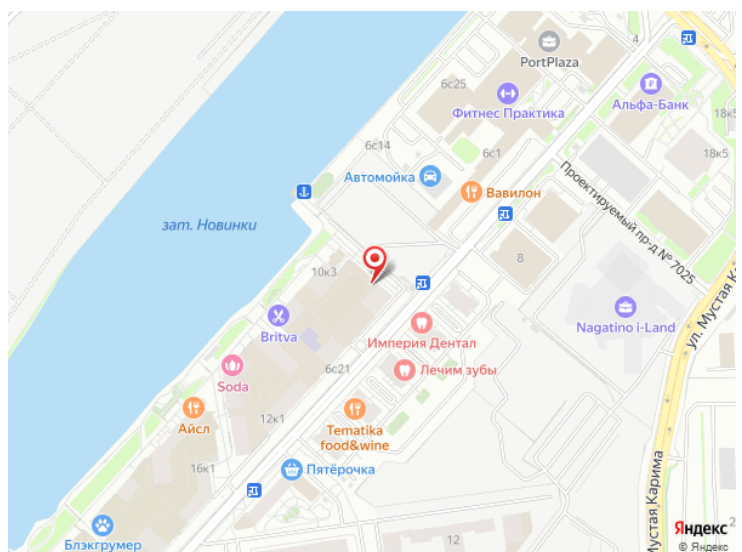 4
PortPlaza
6с25
Фитнес Практика
Альфа-Банк
18к5
6с14
6с1
18к5
Автомойка
Вавилон
Проектируемый пр-д № 7025
зат. Новинки
8
10к3
ул. Мустая Ка
Nagatino i-Land
Britva
Империя Дентал
6с21
Лечим зубы
Soda
12к1
Айсл
Tematika
food&wine
16к1
Пятёрочка
Мустая Карима
Яндекс
12
2
Блэкгрумер
© Яндекс